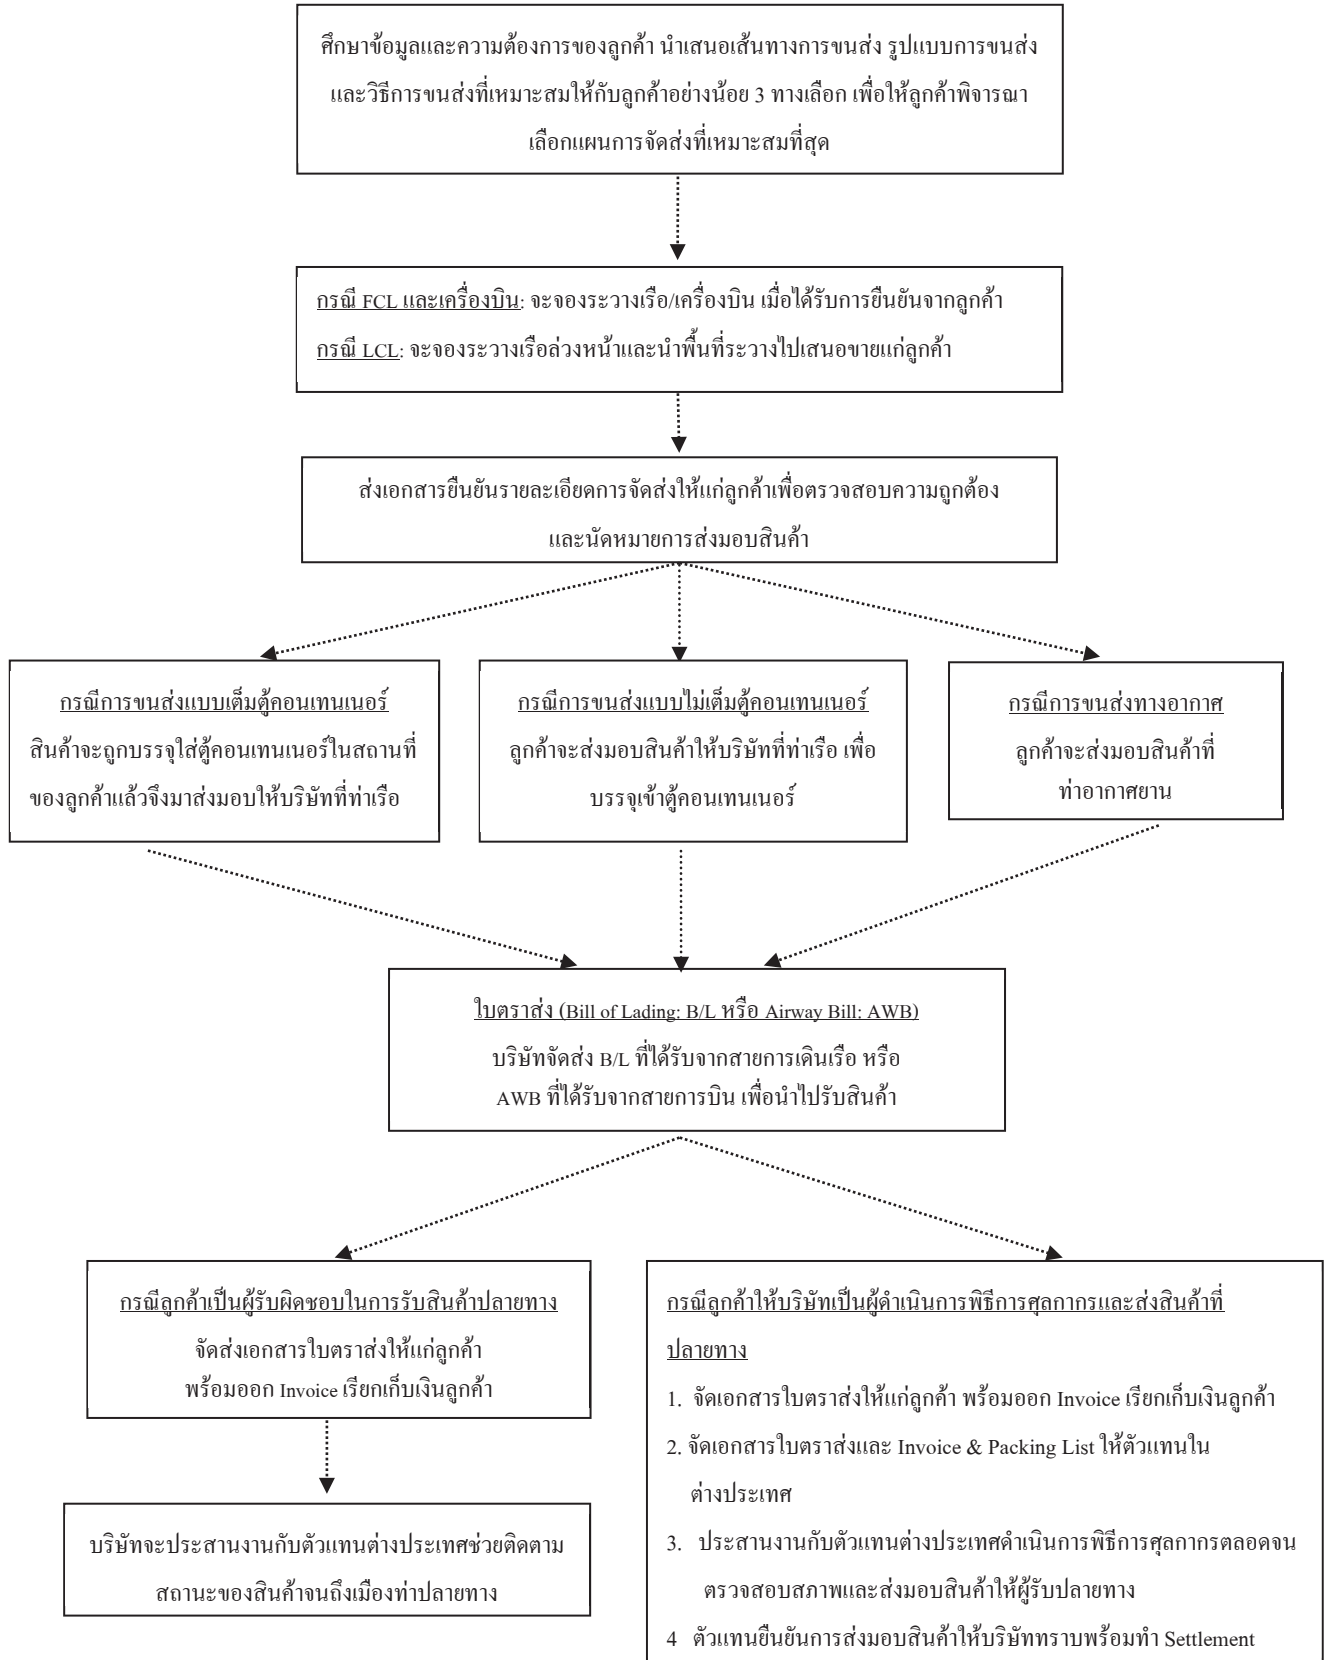 ศึกษาข้อมูลและความต้องการของลูกค้า นำเสนอเส้นทางการขนส่ง รูปแบบการขนส่ง
และวิธีการขนส่งที่เหมาะสมให้กับลูกค้าอย่างน้อย 3 ทางเลือก เพื่อให้ลูกค้าพิจารณา
เลือกแผนการจัดส่งที่เหมาะสมที่สุด
กรณี FCL และเครื่องบิน: จะจองระวางเรือ/เครื่องบิน เมื่อได้รับการยืนยันจากลูกค้า
กรณี LCL: จะจองระวางเรือล่วงหน้าและนำพื้นที่ระวางไปเสนอขายแก่ลูกค้า
ส่งเอกสารยืนยันรายละเอียดการจัดส่งให้แก่ลูกค้าเพื่อตรวจสอบความถูกต้อง
และนัดหมายการส่งมอบสินค้า
กรณีการขนส่งแบบเต็มตู้คอนเทนเนอร์
สินค้าจะถูกบรรจุใส่ตู้คอนเทนเนอร์ในสถานที่
ของลูกค้าแล้วจึงมาส่งมอบให้บริษัทที่ท่าเรือ
กรณีการขนส่งแบบไม่เต็มตู้คอนเทนเนอร์
ลูกค้าจะส่งมอบสินค้าให้บริษัทที่ท่าเรือ เพื่อ
บรรจุเข้าตู้คอนเทนเนอร์
กรณีการขนส่งทางอากาศ
ลูกค้าจะส่งมอบสินค้าที่
ท่าอากาศยาน
ใบตราส่ง (Bill of Lading: B/L หรือ Airway Bill: AWB)
บริษัทจัดส่ง B/L ที่ได้รับจากสายการเดินเรือ หรือ
AWB ที่ได้รับจากสายการบิน เพื่อนำไปรับสินค้า
กรณีลูกค้าเป็นผู้รับผิดชอบในการรับสินค้าปลายทาง
จัดส่งเอกสารใบตราส่งให้แก่ลูกค้า
พร้อมออก Invoice เรียกเก็บเงินลูกค้า
บริษัทจะประสานงานกับตัวแทนต่างประเทศช่วยติดตาม
สถานะของสินค้าจนถึงเมืองท่าปลายทาง
กรณีลูกค้าให้บริษัทเป็นผู้ดำเนินการพิธีการศุลกากรและส่งสินค้าที่
ปลายทาง
1. จัดเอกสารใบตราส่งให้แก่ลูกค้า พร้อมออก Invoice เรียกเก็บเงินลูกค้า
2. จัดเอกสารใบตราส่งและ Invoice & Packing List ให้ตัวแทนใน
ต่างประเทศ
3. ประสานงานกับตัวแทนต่างประเทศดำเนินการพิธีการศุลกากรตลอดจน
ตรวจสอบสภาพและส่งมอบสินค้าให้ผู้รับปลายทาง
4 ตัวแทนยืนยันการส่งมอบสินค้าให้บริษัททราบพร้อมทำ Settlement